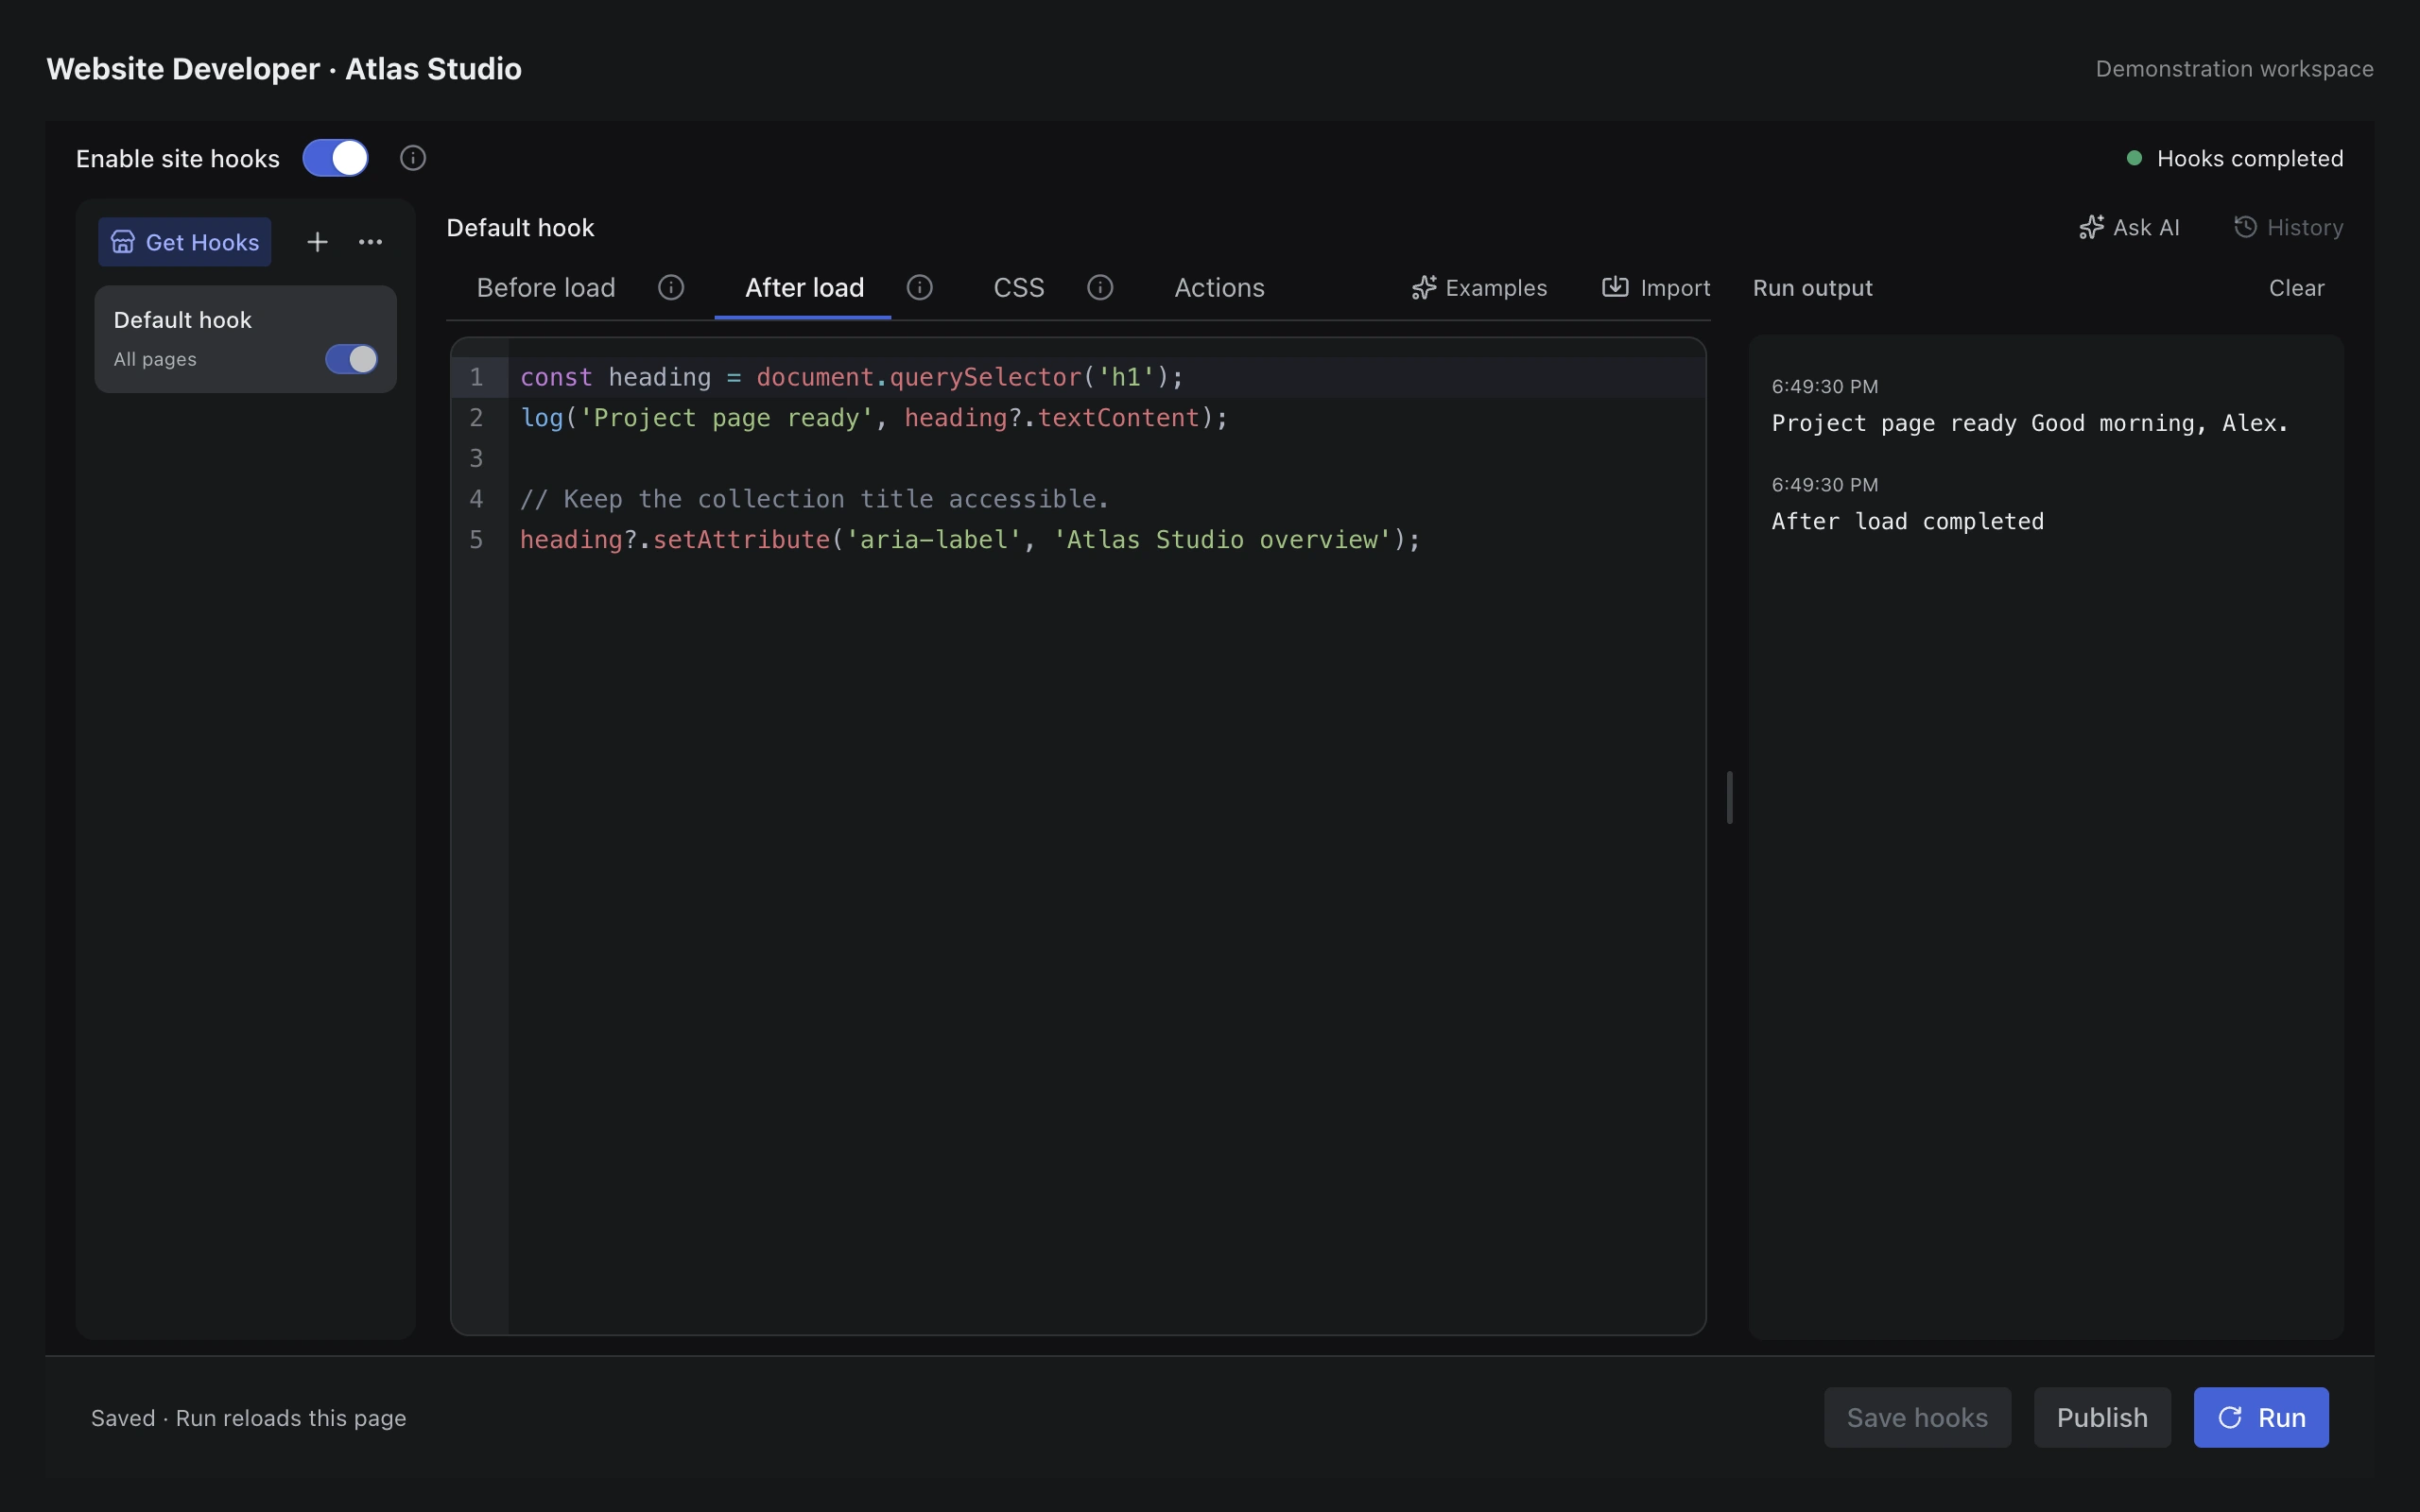 Website Developer · Atlas Studio
Demonstration workspace
Enable site hooks
Hooks completed
Get Hooks
Default hook
All pages
Default hook
Ask AI
History
Before load
After load
CSS
Actions
Examples
Import
Run output
Clear
1 const heading = document.querySelector('h1');
2 log('Project page ready', heading?.textContent);
3
4 // Keep the collection title accessible.
5 heading?.setAttribute('aria-label', 'Atlas Studio overview');
6:49:30 PM
Project page ready Good morning, Alex.
6:49:30 PM
After load completed
Saved · Run reloads this page
Save hooks
Publish
Run